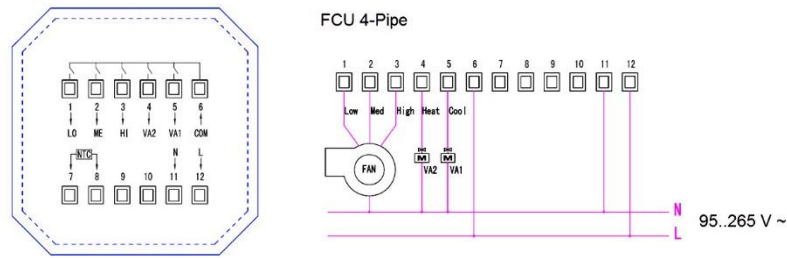 FCU 4-Pipe
1 2 3 4 5 6
LO ME HI VA2 VA1 COM
NTC N L
7 8 9 10 11 12
1 2 3 4 5 6 7 8 9 10 11 12
Low Med High Heat Cool
M M
FAN VA2 VA1
N
L
95..265 V ~